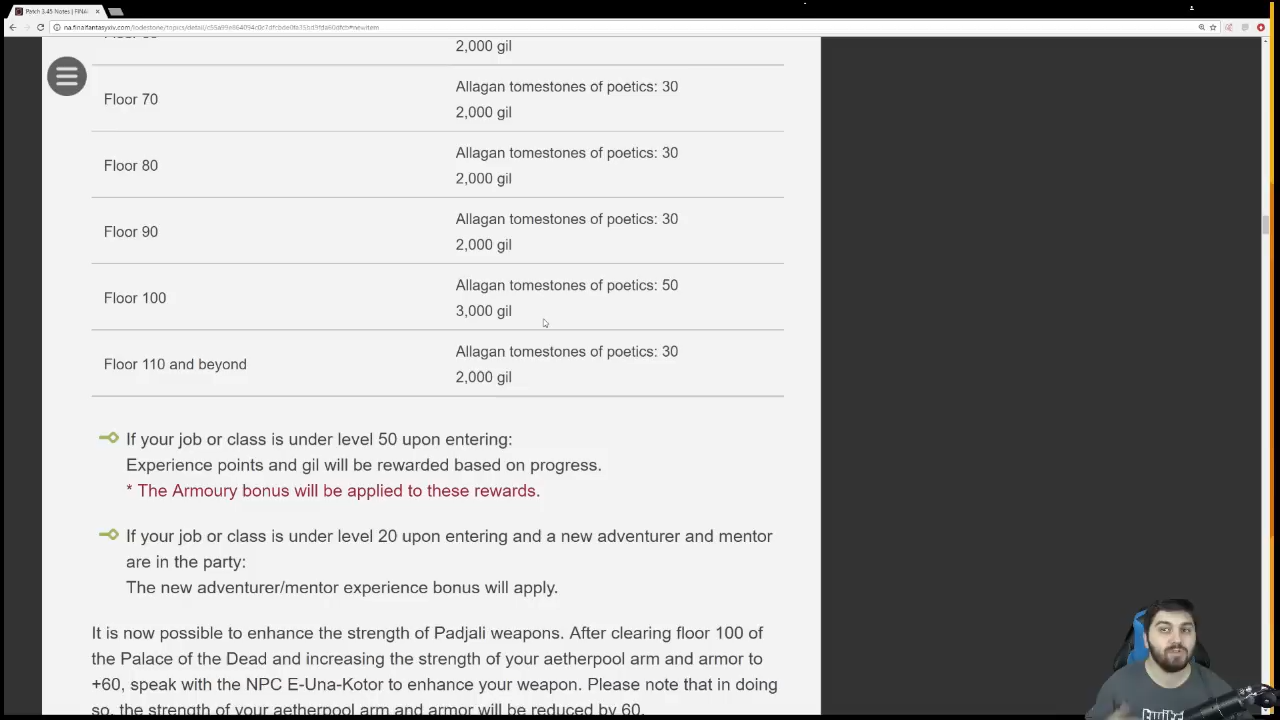 Patch 3.45 Notes | FINAL
2,000 gil
Floor 70
Allagan tomestones of poetics: 30
2,000 gil
Floor 80
Allagan tomestones of poetics: 30
2,000 gil
Floor 90
Allagan tomestones of poetics: 30
2,000 gil
Floor 100
Allagan tomestones of poetics: 50
3,000 gil
Floor 110 and beyond
Allagan tomestones of poetics: 30
2,000 gil
If your job or class is under level 50 upon entering:
Experience points and gil will be rewarded based on progress.
* The Armoury bonus will be applied to these rewards.
If your job or class is under level 20 upon entering and a new adventurer and mentor
are in the party:
The new adventurer/mentor experience bonus will apply.
It is now possible to enhance the strength of Padjali weapons. After clearing floor 100 of
the Palace of the Dead and increasing the strength of your aetherpool arm and armor to
+60, speak with the NPC E-Una-Kotor to enhance your weapon. Please note that in doing
so, the strength of your aetherpool arm and armor will be reduced by 60.